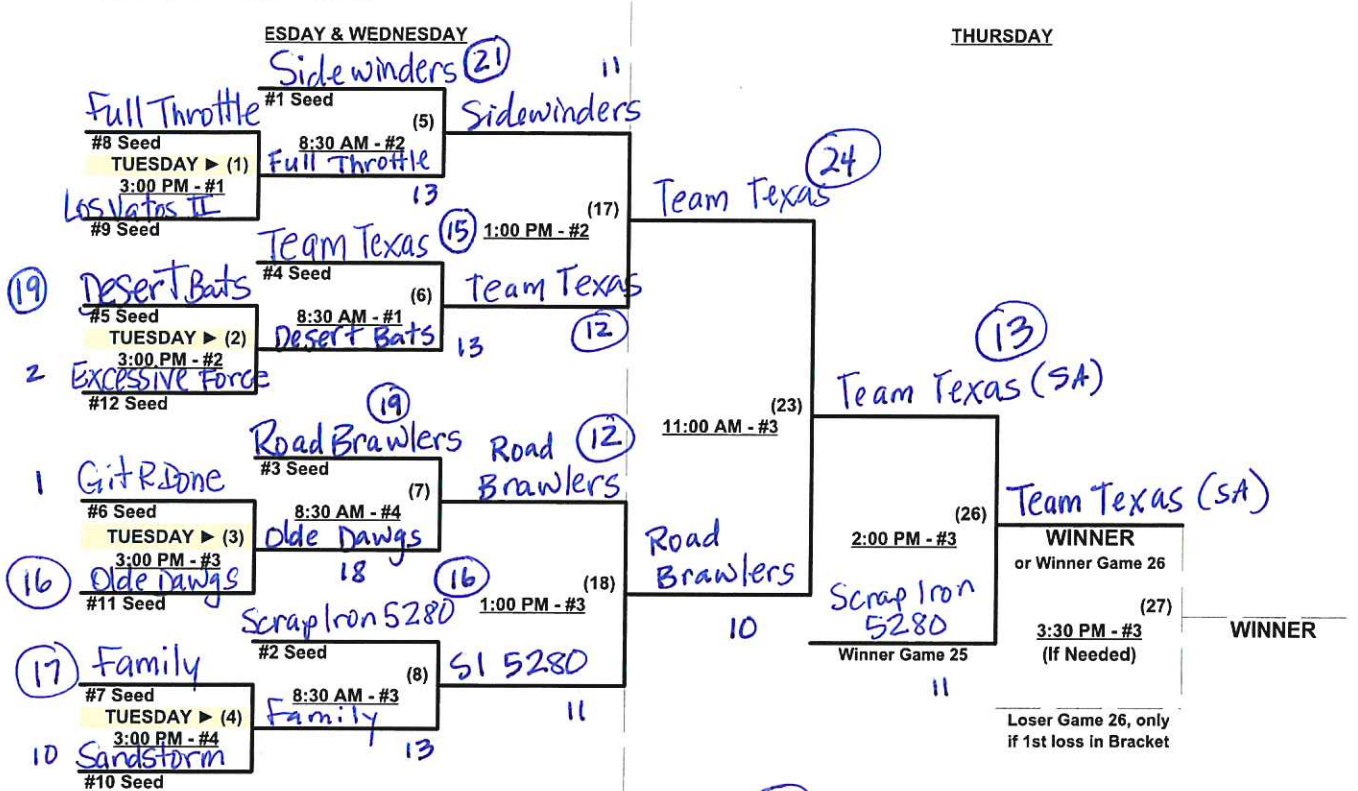 ESDAY & WEDNESDAY
THURSDAY
Sidewinders 21
#1 Seed
11
Full Throttle
#8 Seed
(5)
8:30 AM - #2
Sidewinders
TUESDAY ► (1)
3:00 PM - #1
Full Throttle
13
Los Vatos II
#9 Seed
24
Team Texas
(17)
1:00 PM - #2
Team Texas 15
#4 Seed
19 Desert Bats
#5 Seed
(6)
8:30 AM - #1
Team Texas
12
TUESDAY ► (2)
3:00 PM - #2
Desert Bats 13
2 Excessive Force
#12 Seed
13
Team Texas (SA)
(23)
11:00 AM - #3
19
Road Brawlers
#3 Seed
Road 12
Brawlers
1 Git R Done
#6 Seed
(7)
8:30 AM - #4
TUESDAY ► (3)
3:00 PM - #3
Olde Dawgs
18
16 Olde Dawgs
#11 Seed
Road
Brawlers
10
(18)
1:00 PM - #3
16
Scrap Iron 5280
#2 Seed
17 Family
#7 Seed
(8)
8:30 AM - #3
SI 5280
11
TUESDAY ► (4)
3:00 PM - #4
Family
13
10 Sandstorm
#10 Seed
Team Texas (SA)
WINNER
or Winner Game 26
(26)
2:00 PM - #3
Scrap Iron
5280
Winner Game 25
11
(27)
3:30 PM - #3
(If Needed)
WINNER
Loser Game 26, only
if 1st loss in Bracket